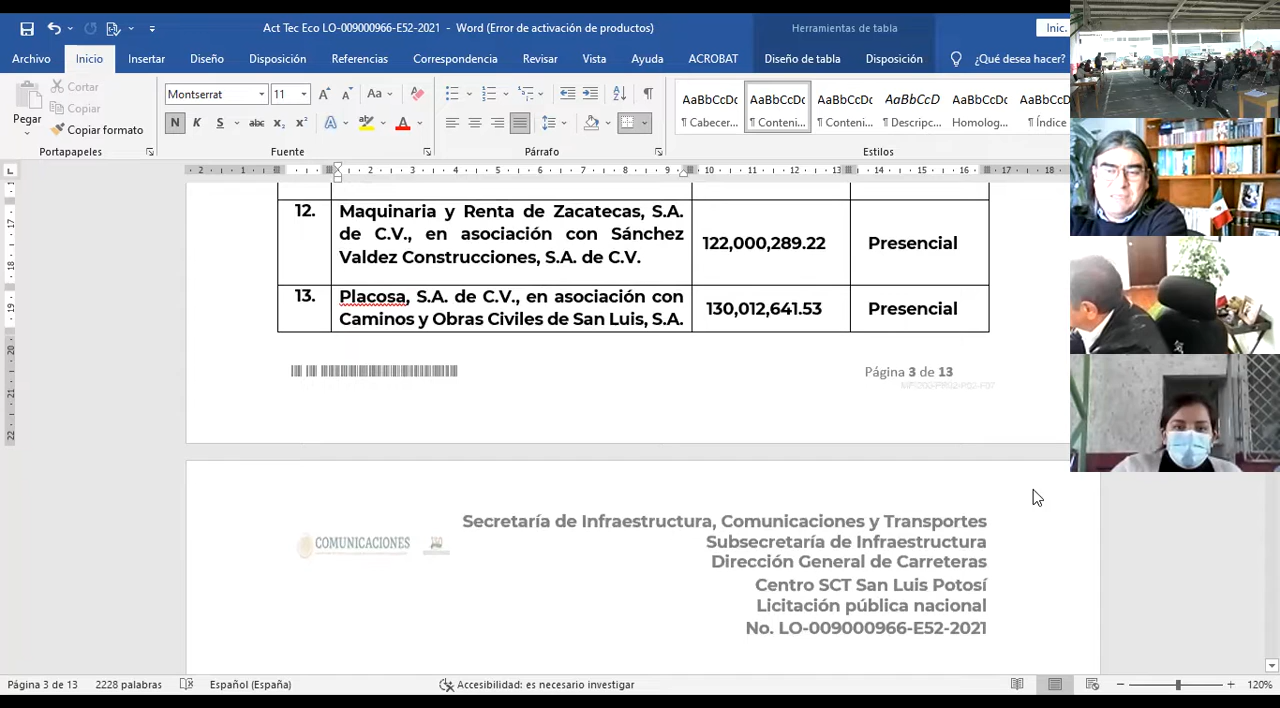 Act Tec Eco LO-009000966-E52-2021 - Word (Error de activación de productos)
Herramientas de tabla
Inic.
Archivo Inicio Insertar Diseño Disposición Referencias Correspondencia Revisar Vista Ayuda ACROBAT Diseño de tabla Disposición ¿Qué desea hacer?
Pegar
Cortar
Copiar
Copiar formato
Portapapeles
Montserrat 11
N K S abc x₂ x²
Fuente
Párrafo
AaBbCcDc AaBbCcDc AaBbCcDc AaBbCcD AaBbCcDc AaBbCcDc
¶ Cabecer... ¶ Conteni... ¶ Conteni... ¶ Descripc... Homolog... ¶ Índice
Estilos
12. Maquinaria y Renta de Zacatecas, S.A.
de C.V., en asociación con Sánchez
Valdez Construcciones, S.A. de C.V.
122,000,289.22 Presencial
13. Placosa, S.A. de C.V., en asociación con
Caminos y Obras Civiles de San Luis, S.A.
130,012,641.53 Presencial
Página 3 de 13
COMUNICACIONES
Secretaría de Infraestructura, Comunicaciones y Transportes
Subsecretaría de Infraestructura
Dirección General de Carreteras
Centro SCT San Luis Potosí
Licitación pública nacional
No. LO-009000966-E52-2021
Página 3 de 13 2228 palabras Español (España) Accesibilidad: es necesario investigar 120%